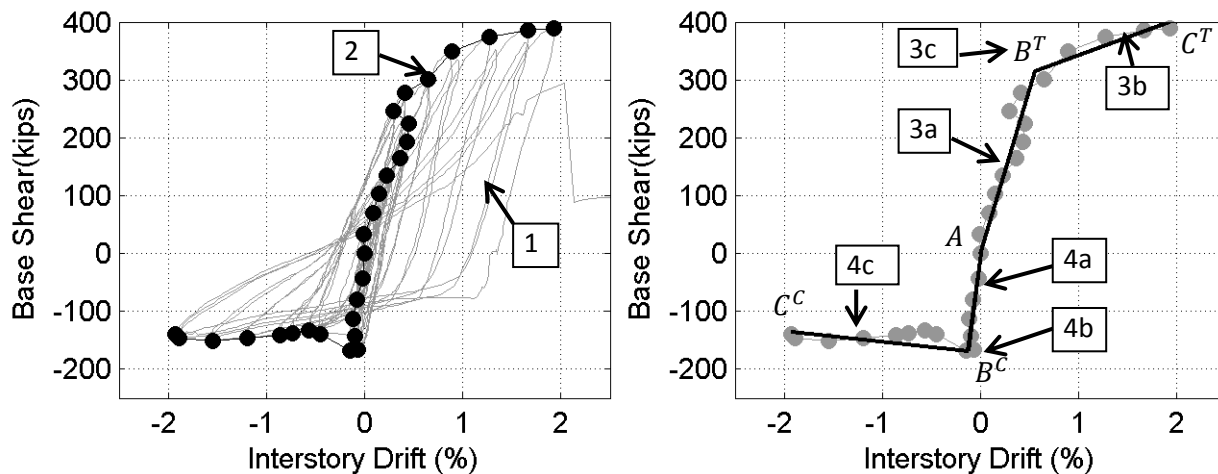 400
300
200
100
0
-100
-200
-2
-1
0
1
2
Base Shear(kips)
Interstory Drift (%)
2
1
400
300
200
100
0
-100
-200
-2
-1
0
1
2
Base Shear(kips)
Interstory Drift (%)
3c
B^T
C^T
3b
3a
A
4c
4a
C^C
4b
B^C